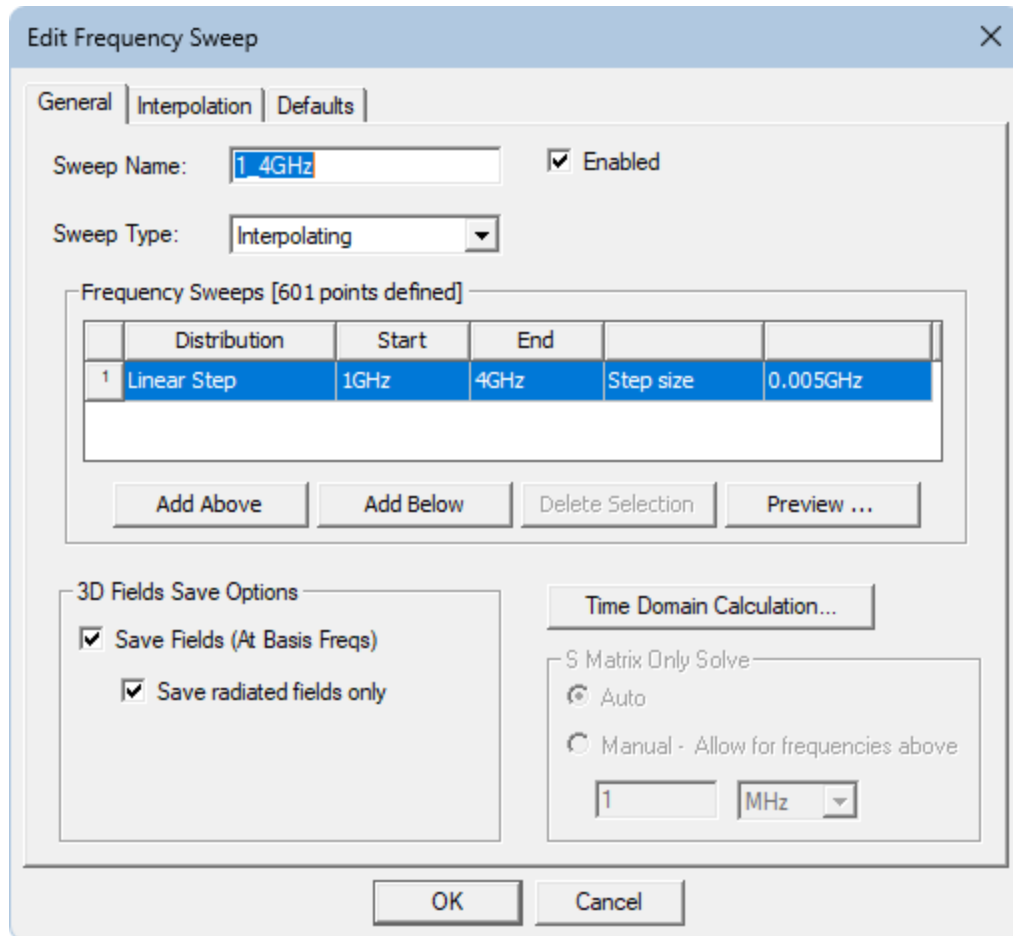 Edit Frequency Sweep
General Interpolation Defaults
Sweep Name: 1_4GHz Enabled
Sweep Type: Interpolating
Frequency Sweeps [601 points defined]
Distribution Start End
1 Linear Step 1GHz 4GHz Step size 0.005GHz
Add Above Add Below Delete Selection Preview ...
3D Fields Save Options
Save Fields (At Basis Freqs)
Save radiated fields only
Time Domain Calculation...
S Matrix Only Solve
Auto
Manual - Allow for frequencies above
1 MHz
OK Cancel